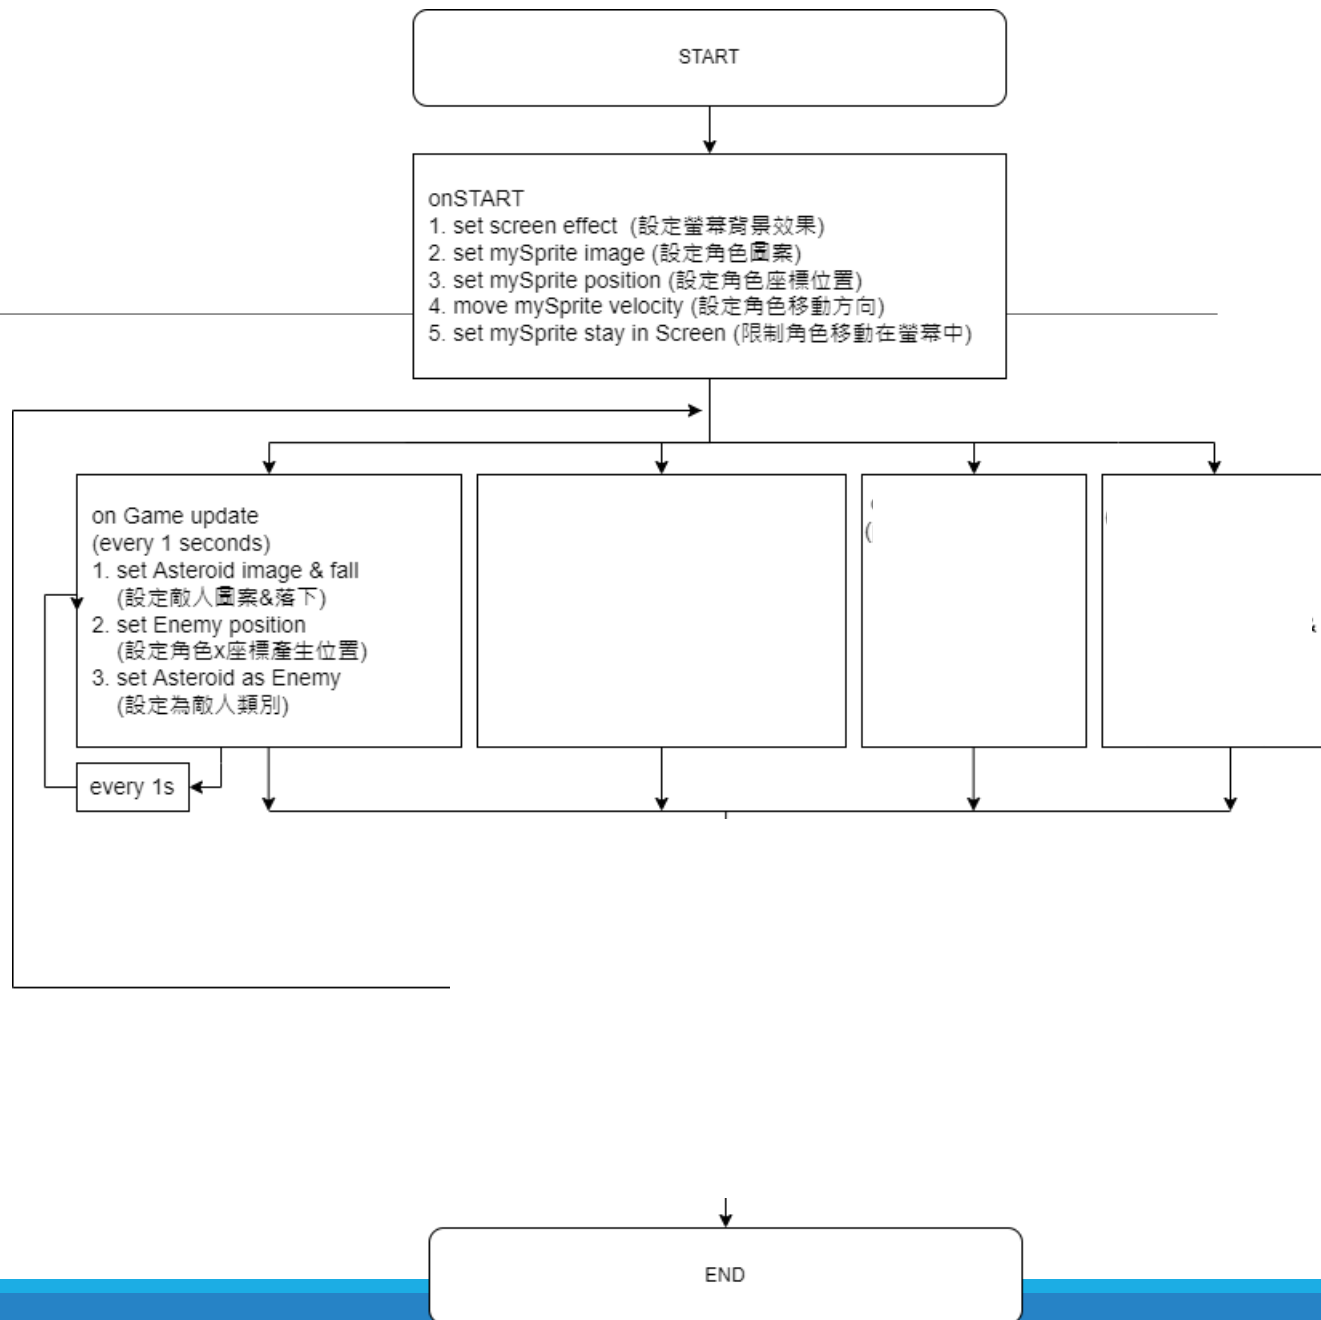 START
onSTART
1. set screen effect (設定螢幕背景效果)
2. set mySprite image (設定角色圖案)
3. set mySprite position (設定角色座標位置)
4. move mySprite velocity (設定角色移動方向)
5. set mySprite stay in Screen (限制角色移動在螢幕中)
on Game update
(every 1 seconds)
1. set Asteroid image & fall
(設定敵人圖案&落下)
2. set Enemy position
(設定角色x座標產生位置)
3. set Asteroid as Enemy
(設定為敵人類別)
every 1s
END